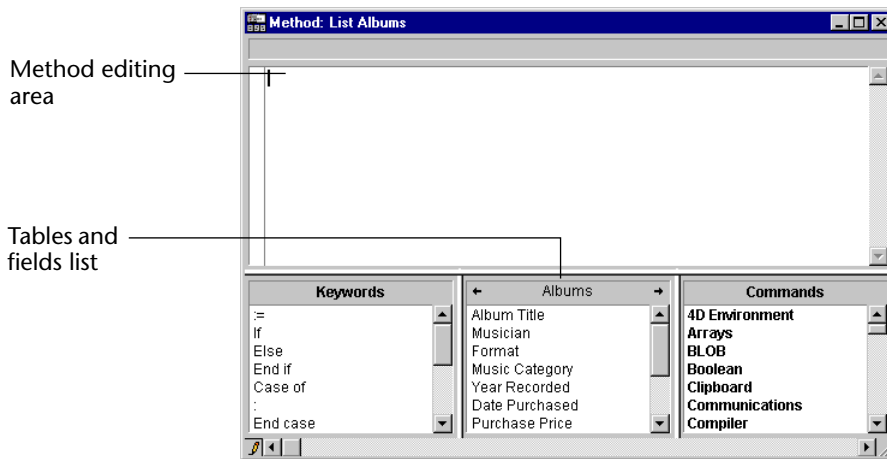 Method: List Albums
Method editing
area
Tables and
fields list
Keywords
:=
If
Else
End if
Case of
:
End case
← Albums →
Album Title
Musician
Format
Music Category
Year Recorded
Date Purchased
Purchase Price
Commands
4D Environment
Arrays
BLOB
Boolean
Clipboard
Communications
Compiler